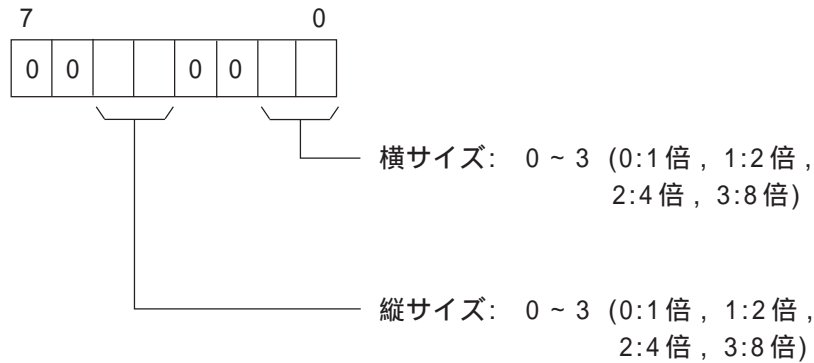 7 0
0 0 0 0
横サイズ: 0 ~ 3 (0:1倍 , 1:2倍 ,
2:4倍 , 3:8倍)
縦サイズ: 0 ~ 3 (0:1倍 , 1:2倍 ,
2:4倍 , 3:8倍)